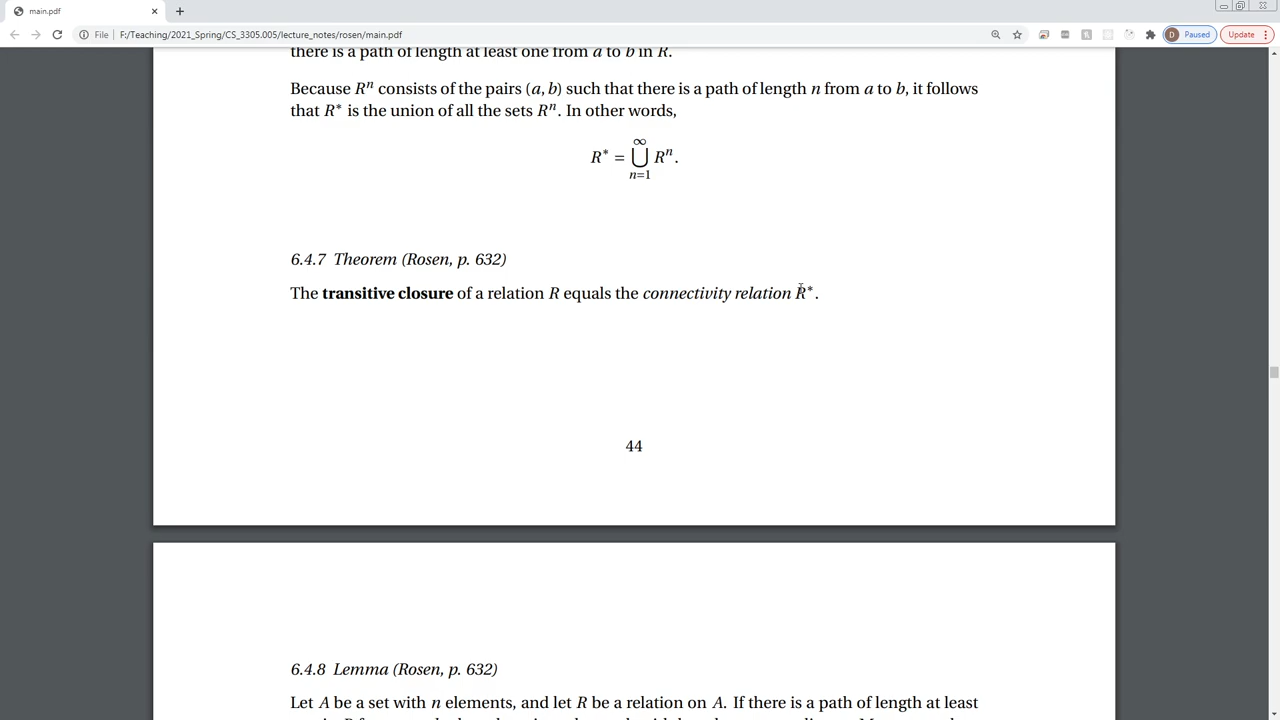 main.pdf
File | F:/Teaching/2021_Spring/CS_3305.005/lecture_notes/rosen/main.pdf
D Paused
Update
there is a path of length at least one from a to b in R.
Because Rⁿ consists of the pairs (a, b) such that there is a path of length n from a to b, it follows
that R* is the union of all the sets Rⁿ. In other words,
R* = ⋃_{n=1}^{∞} Rⁿ.
6.4.7 Theorem (Rosen, p. 632)
The transitive closure of a relation R equals the connectivity relation R*.
44
6.4.8 Lemma (Rosen, p. 632)
Let A be a set with n elements, and let R be a relation on A. If there is a path of length at least